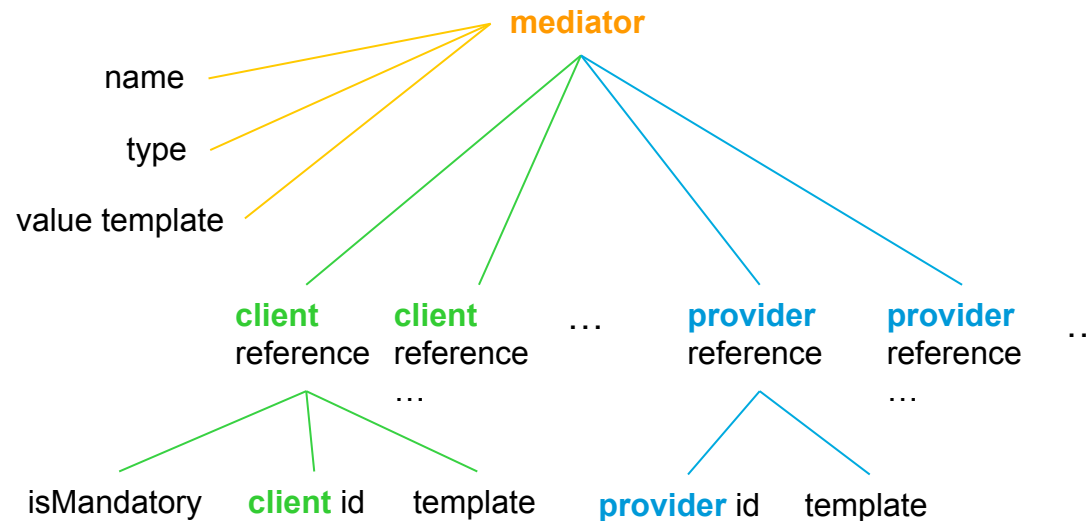 mediator
name
type
value template
client client … provider provider
reference reference reference reference ..
… …
isMandatory client id template provider id template